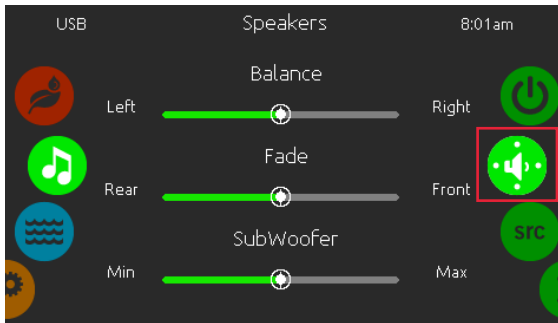 USB Speakers 8:01am
Balance
Left Right
Fade
Rear Front
SubWoofer
src
Min Max